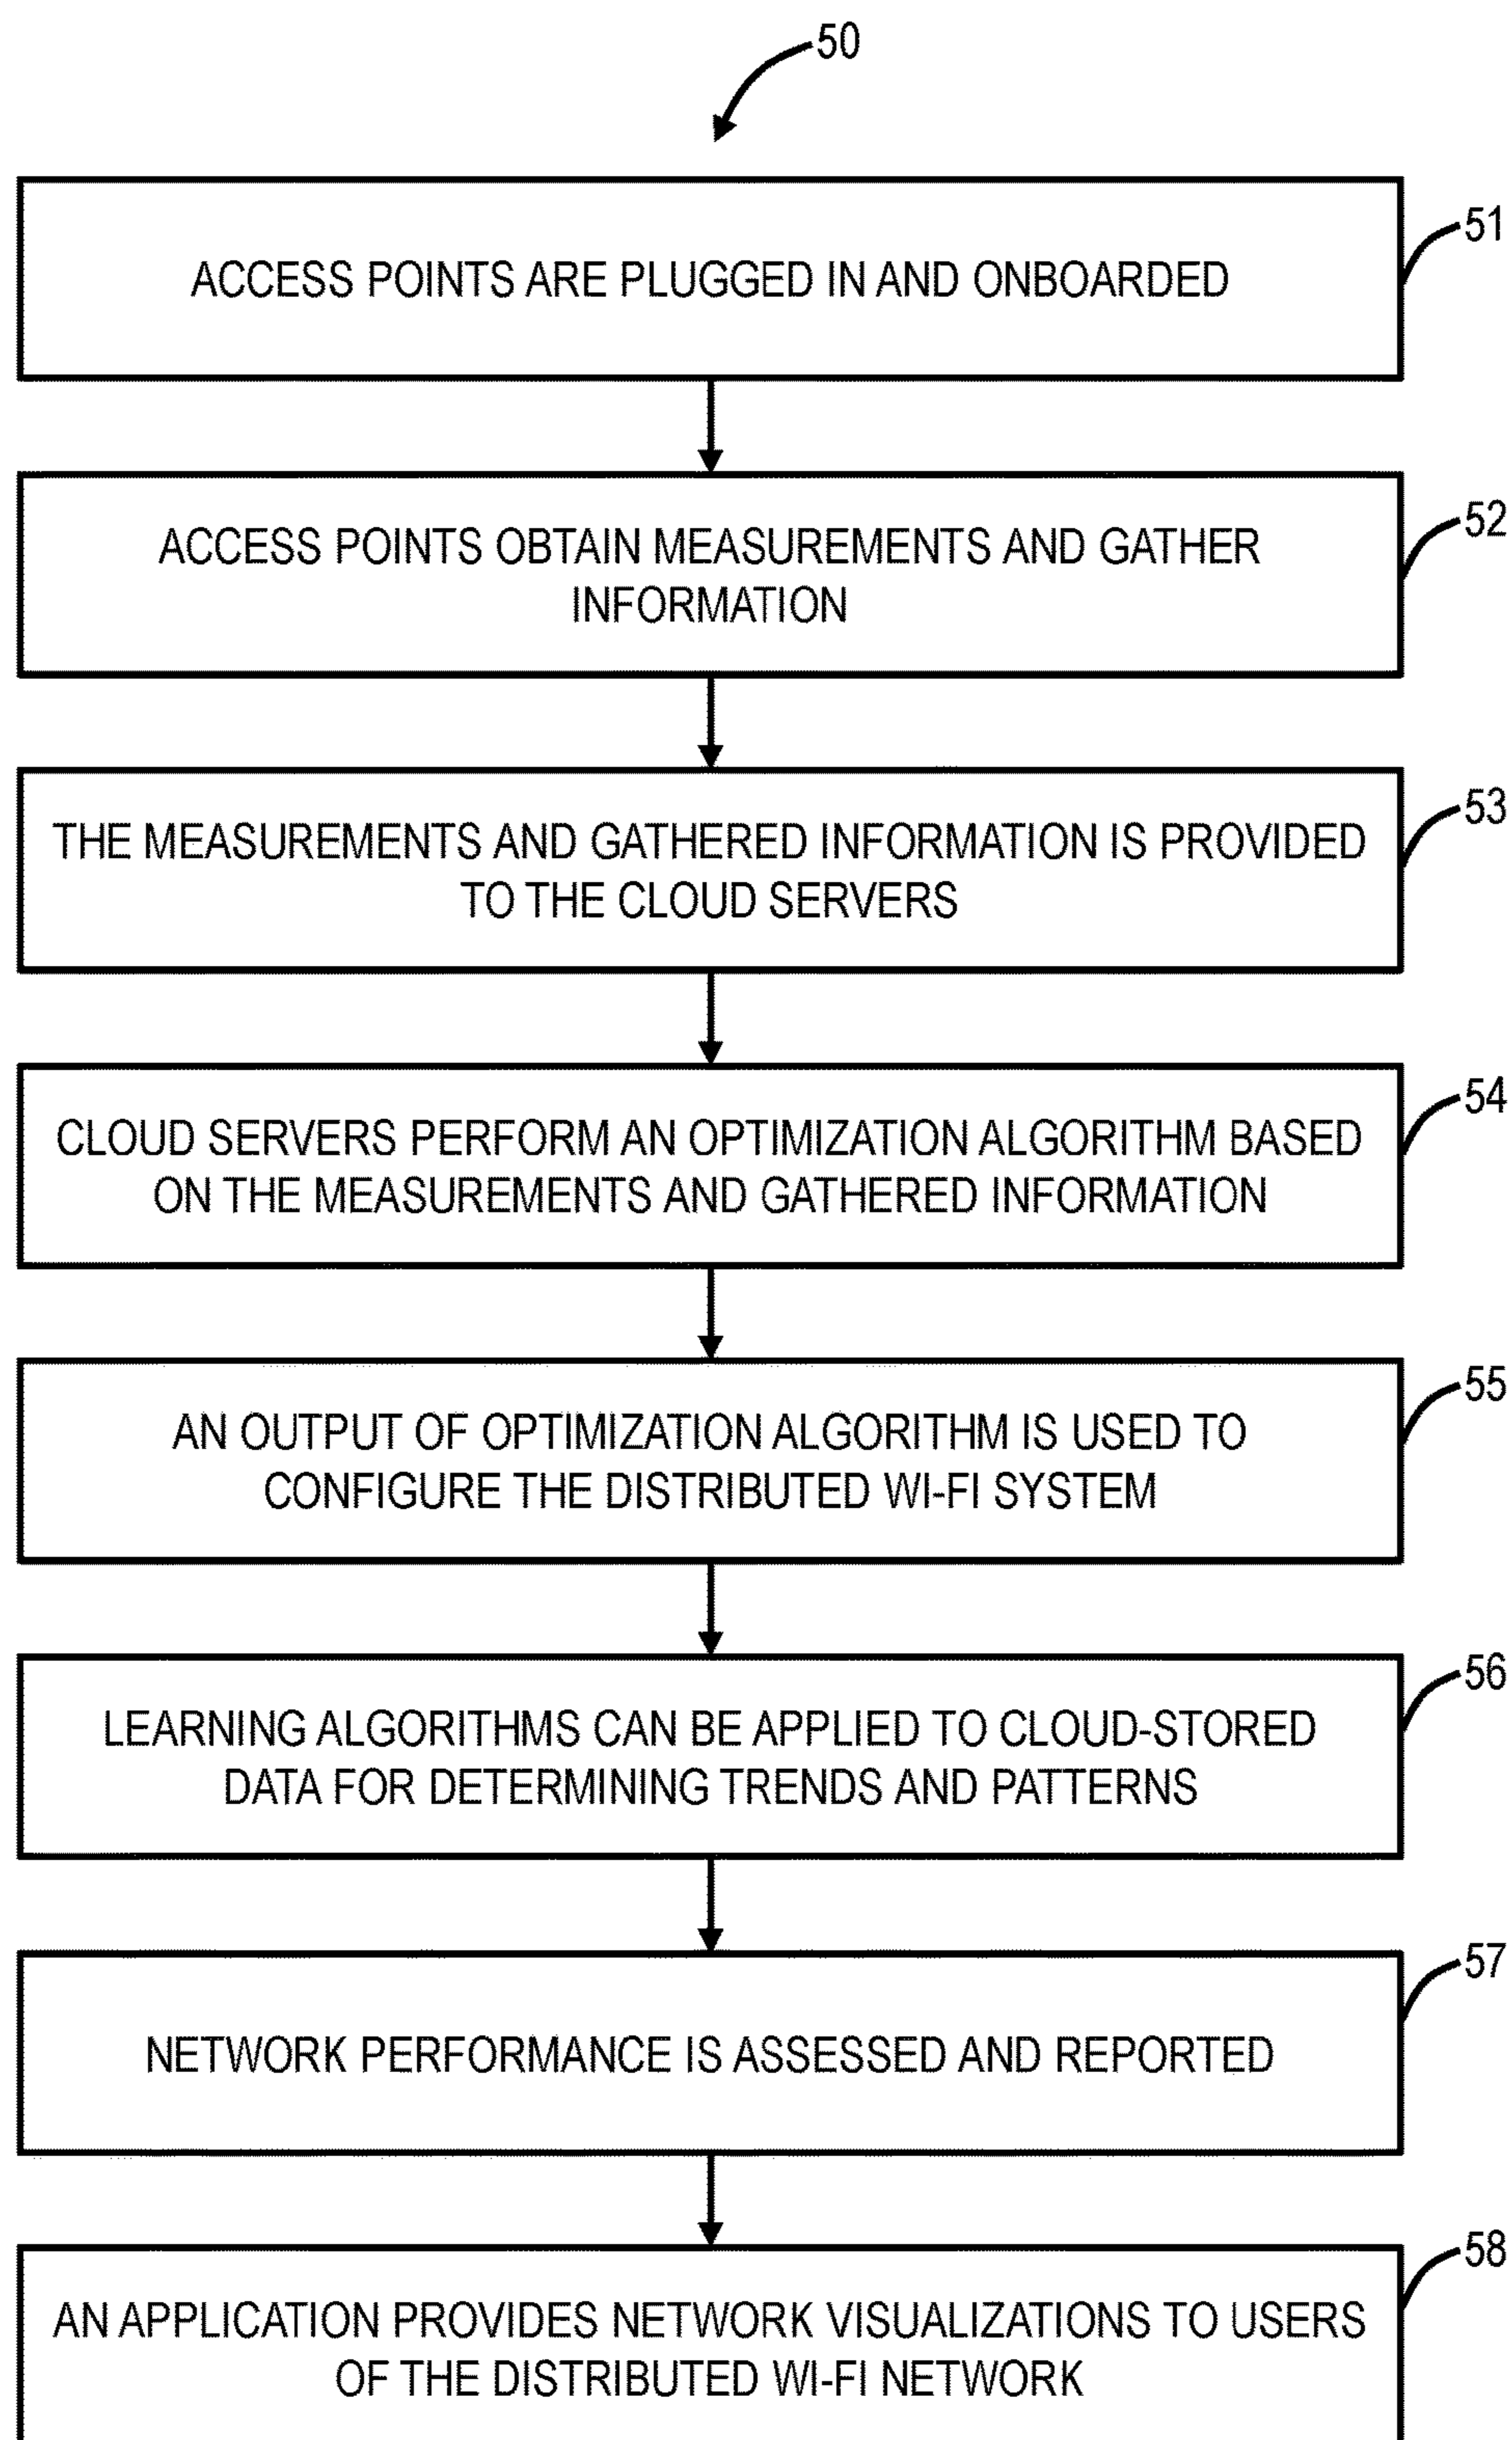 50
ACCESS POINTS ARE PLUGGED IN AND ONBOARDED
51
ACCESS POINTS OBTAIN MEASUREMENTS AND GATHER
INFORMATION
52
THE MEASUREMENTS AND GATHERED INFORMATION IS PROVIDED
TO THE CLOUD SERVERS
53
CLOUD SERVERS PERFORM AN OPTIMIZATION ALGORITHM BASED
ON THE MEASUREMENTS AND GATHERED INFORMATION
54
AN OUTPUT OF OPTIMIZATION ALGORITHM IS USED TO
CONFIGURE THE DISTRIBUTED WI-FI SYSTEM
55
LEARNING ALGORITHMS CAN BE APPLIED TO CLOUD-STORED
DATA FOR DETERMINING TRENDS AND PATTERNS
56
NETWORK PERFORMANCE IS ASSESSED AND REPORTED
57
AN APPLICATION PROVIDES NETWORK VISUALIZATIONS TO USERS
OF THE DISTRIBUTED WI-FI NETWORK
58